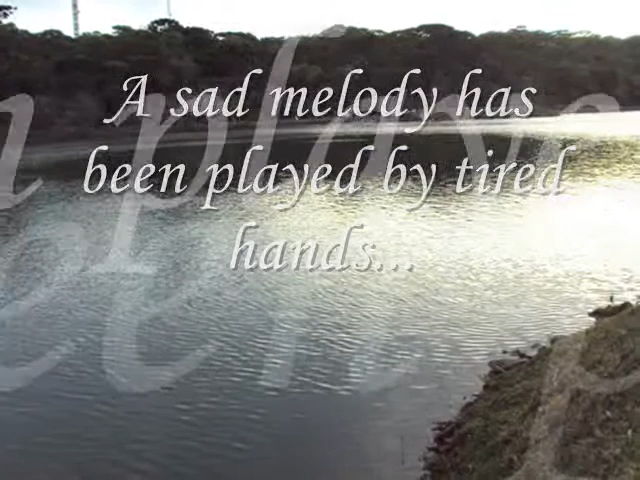 A sad melody has
been played by tired
hands...